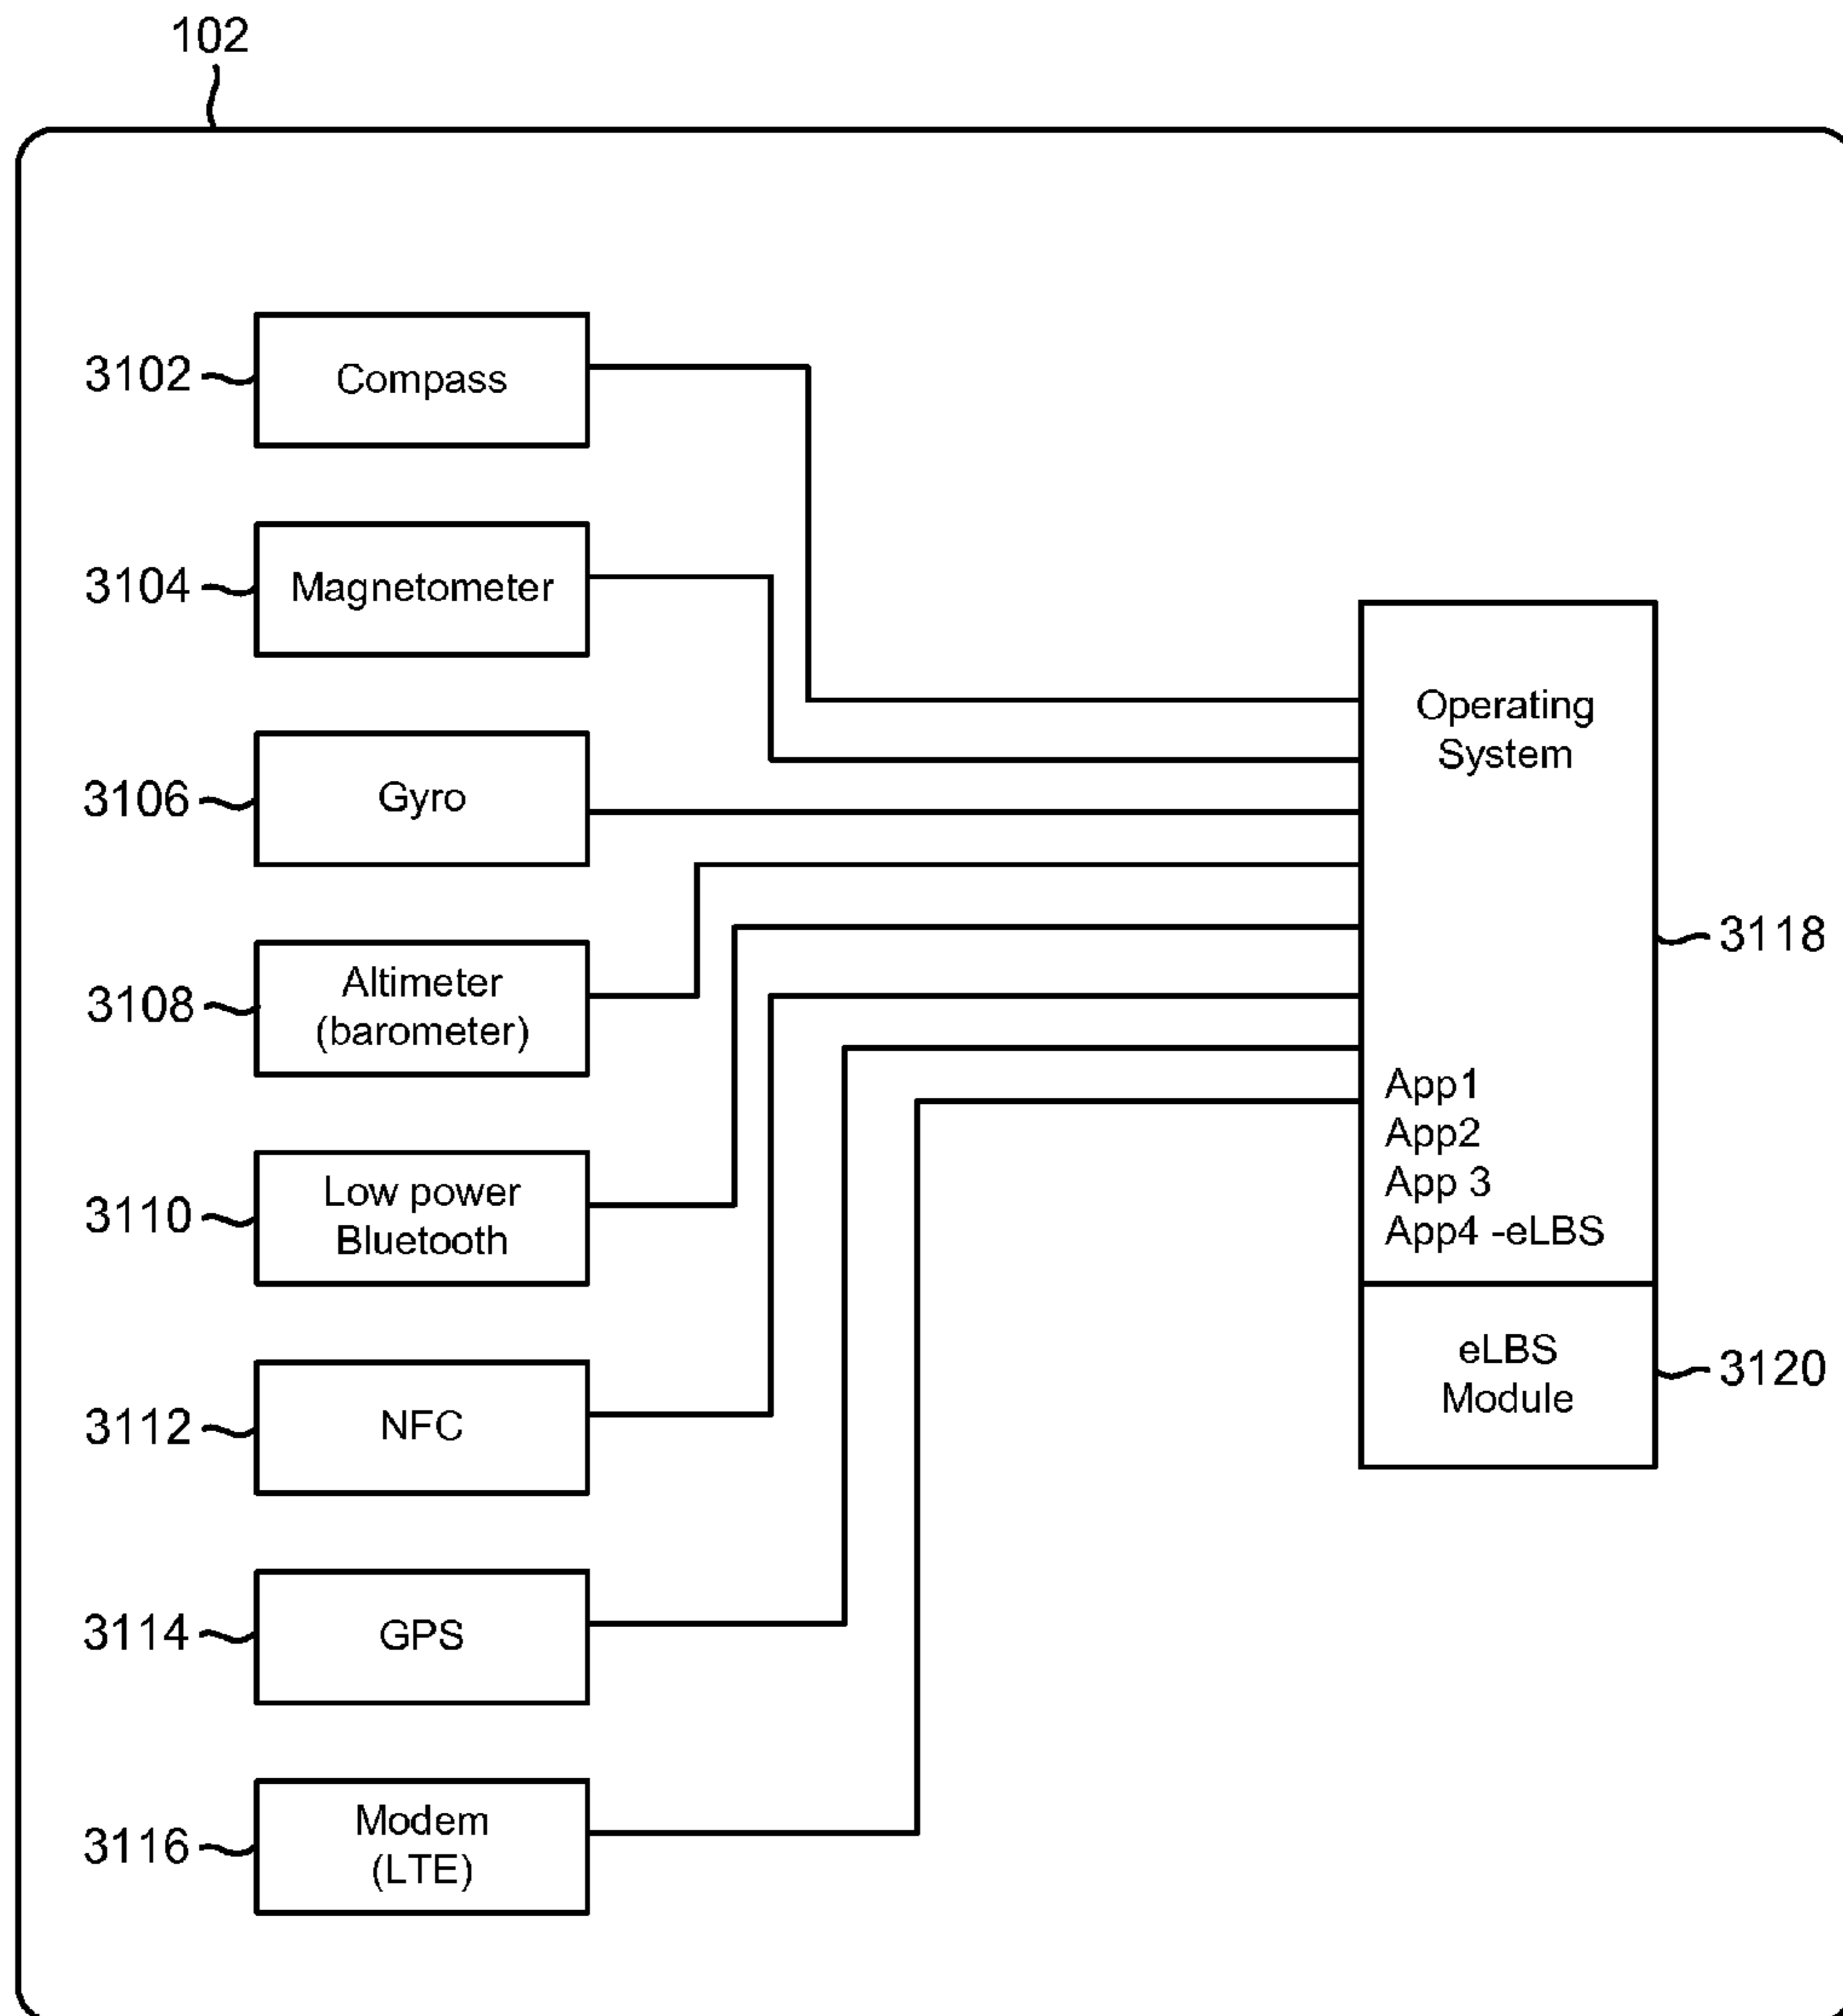 102
3102
Compass
3104
Magnetometer
3106
Gyro
3108
Altimeter
(barometer)
3110
Low power
Bluetooth
3112
NFC
3114
GPS
3116
Modem
(LTE)
Operating
System
App1
App2
App 3
App4 -eLBS
3118
eLBS
Module
3120